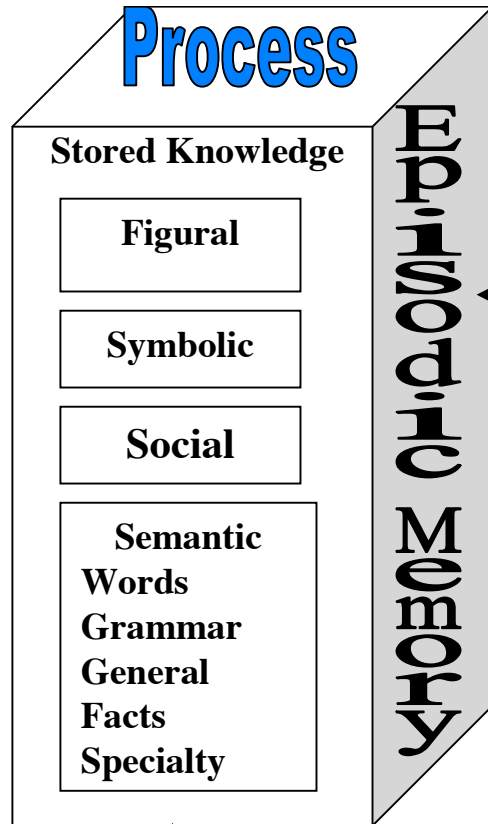 Process
Stored Knowledge
Figural
Symbolic
Social
Semantic
Words
Grammar
General
Facts
Specialty
Episodic Memory